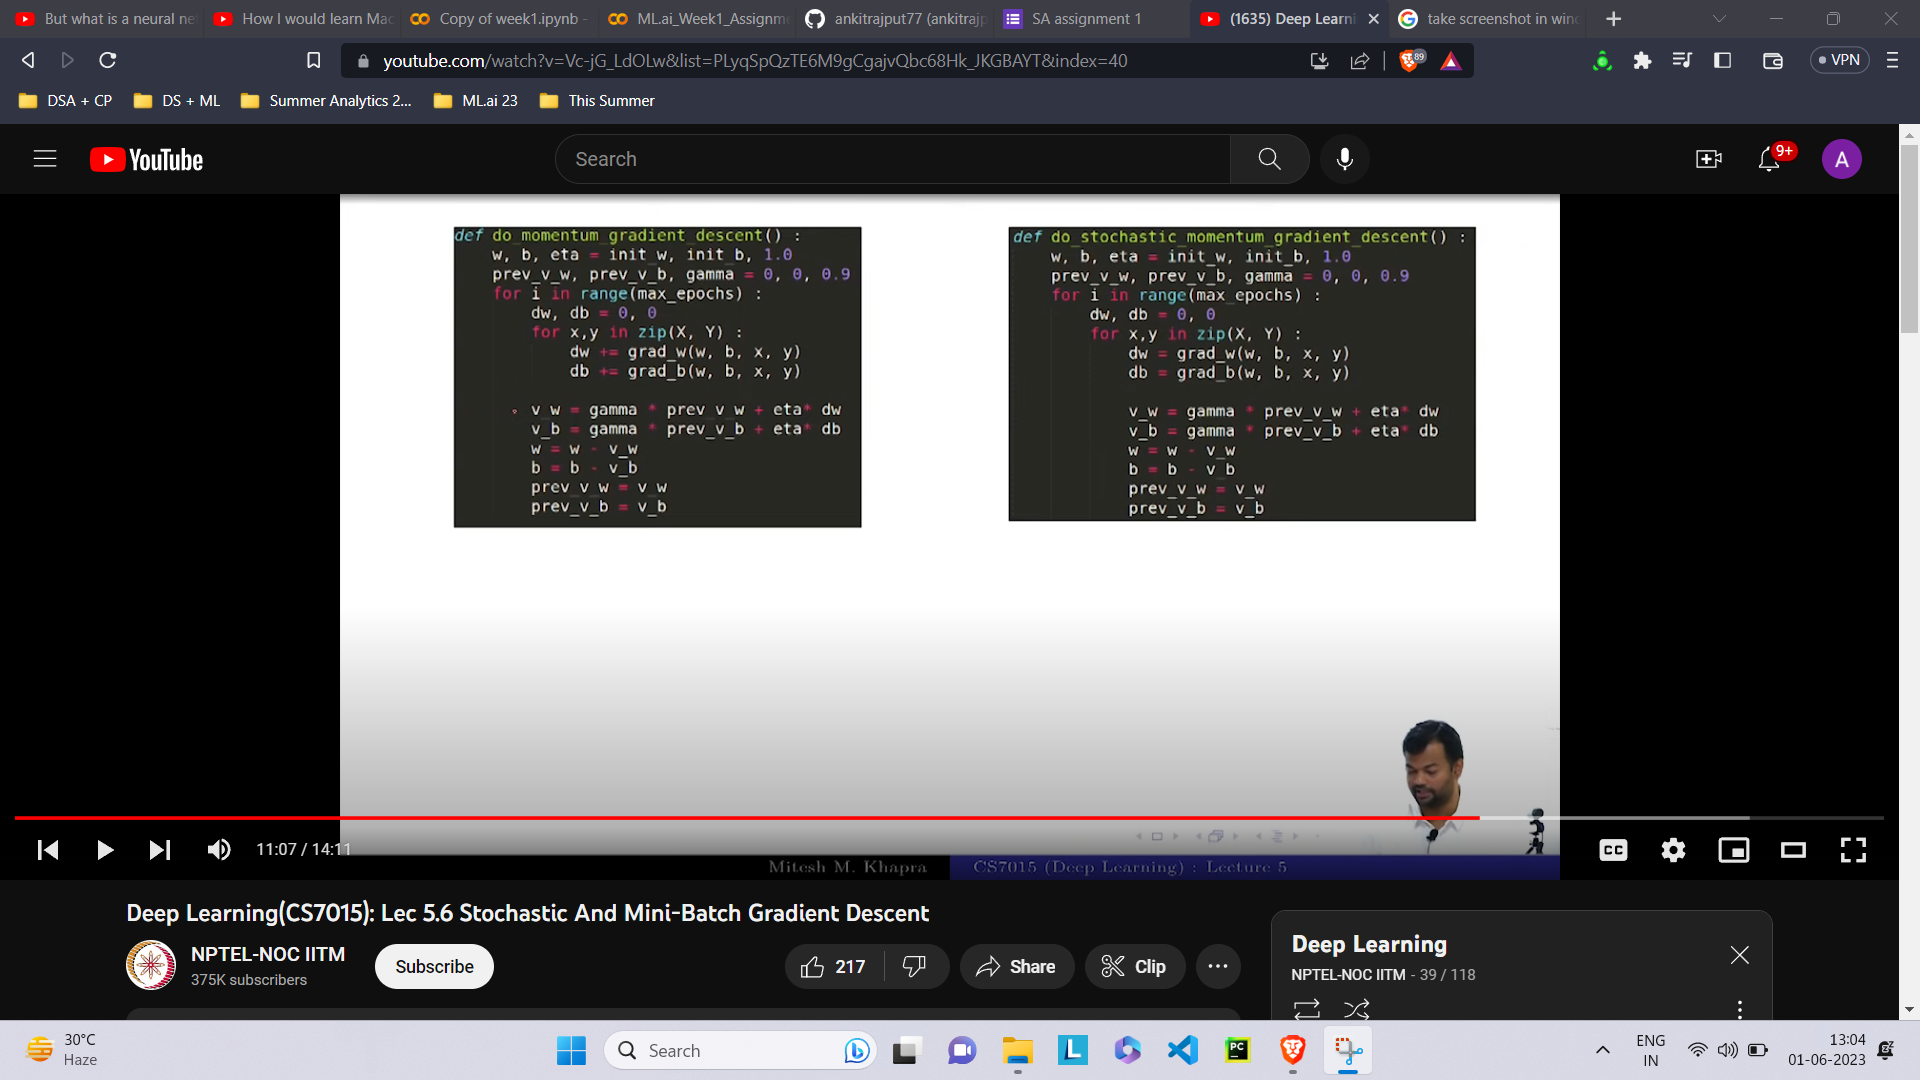 But what is a neural ne
How I would learn Mac
Copy of week1.ipynb -
ML.ai_Week1_Assignme
ankitrajput77 (ankitrajp
SA assignment 1
(1635) Deep Learni
take screenshot in wind
youtube.com/watch?v=Vc-jG_LdOLw&list=PLyqSpQzTE6M9gCgajvQbc68Hk_JKGBAYT&index=40
89
VPN
DSA + CP
DS + ML
Summer Analytics 2...
ML.ai 23
This Summer
YouTube
Search
9+
A
def do_momentum_gradient_descent() :
    w, b, eta = init_w, init_b, 1.0
    prev_v_w, prev_v_b, gamma = 0, 0, 0.9
    for i in range(max_epochs) :
        dw, db = 0, 0
        for x,y in zip(X, Y) :
            dw += grad_w(w, b, x, y)
            db += grad_b(w, b, x, y)
        v_w = gamma * prev_v_w + eta* dw
        v_b = gamma * prev_v_b + eta* db
        w = w - v_w
        b = b - v_b
        prev_v_w = v_w
        prev_v_b = v_b
def do_stochastic_momentum_gradient_descent() :
    w, b, eta = init_w, init_b, 1.0
    prev_v_w, prev_v_b, gamma = 0, 0, 0.9
    for i in range(max_epochs) :
        dw, db = 0, 0
        for x,y in zip(X, Y) :
            dw = grad_w(w, b, x, y)
            db = grad_b(w, b, x, y)
            v_w = gamma * prev_v_w + eta* dw
            v_b = gamma * prev_v_b + eta* db
            w = w - v_w
            b = b - v_b
            prev_v_w = v_w
            prev_v_b = v_b
11:07 / 14:11
CC
Mitesh M. Khapra
CS7015 (Deep Learning) : Lecture 5
Deep Learning(CS7015): Lec 5.6 Stochastic And Mini-Batch Gradient Descent
NPTEL-NOC IITM
375K subscribers
Subscribe
217
Share
Clip
Deep Learning
NPTEL-NOC IITM - 39 / 118
30°C
Haze
Search
L
PC
ENG
IN
13:04
01-06-2023